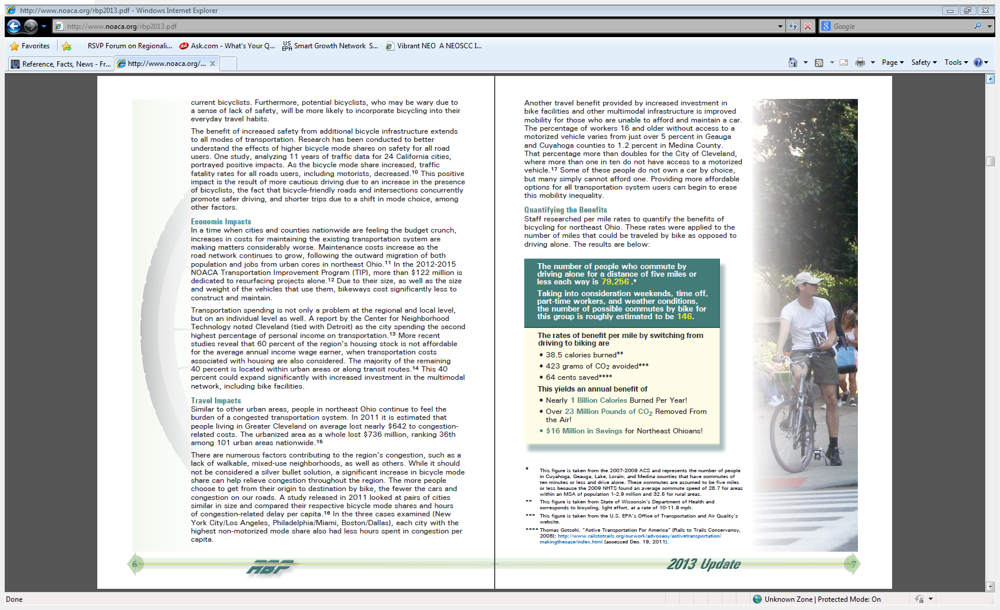 http://www.noaca.org/rbp2013.pdf - Windows Internet Explorer
http://www.noaca.org/rbp2013.pdf
Google
Favorites
RSVP Forum on Regionali...
Ask.com - What's Your Q...
US EPA Smart Growth Network S...
Vibrant NEO A NEOSCC I...
Reference, Facts, News - Fr...
http://www.noaca.org/...
Page
Safety
Tools
current bicyclists. Furthermore, potential bicyclists, who may be wary due to
a sense of lack of safety, will be more likely to incorporate bicycling into their
everyday travel habits.
The benefit of increased safety from additional bicycle infrastructure extends
to all modes of transportation. Research has been conducted to better
understand the effects of higher bicycle mode shares on safety for all road
users. One study, analyzing 11 years of traffic data for 24 California cities,
portrayed positive impacts. As the bicycle mode share increased, traffic
fatality rates for all roads users, including motorists, decreased.10 This positive
impact is the result of more cautious driving due to an increase in the presence
of bicyclists, the fact that bicycle-friendly roads and intersections concurrently
promote safer driving, and shorter trips due to a shift in mode choice, among
other factors.
Economic Impacts
In a time when cities and counties nationwide are feeling the budget crunch,
increases in costs for maintaining the existing transportation system are
making matters considerably worse. Maintenance costs increase as the
road network continues to grow, following the outward migration of both
population and jobs from urban cores in northeast Ohio.11 In the 2012-2015
NOACA Transportation Improvement Program (TIP), more than $122 million is
dedicated to resurfacing projects alone.12 Due to their size, as well as the size
and weight of the vehicles that use them, bikeways cost significantly less to
construct and maintain.
Transportation spending is not only a problem at the regional and local level,
but on an individual level as well. A report by the Center for Neighborhood
Technology noted Cleveland (tied with Detroit) as the city spending the second
highest percentage of personal income on transportation.13 More recent
studies reveal that 60 percent of the region's housing stock is not affordable
for the average annual income wage earner, when transportation costs
associated with housing are also considered. The majority of the remaining
40 percent is located within urban areas or along transit routes.14 This 40
percent could expand significantly with increased investment in the multimodal
network, including bike facilities.
Travel Impacts
Similar to other urban areas, people in northeast Ohio continue to feel the
burden of a congested transportation system. In 2011 it is estimated that
people living in Greater Cleveland on average lost nearly $642 to congestion-
related costs. The urbanized area as a whole lost $736 million, ranking 36th
among 101 urban areas nationwide.15
There are numerous factors contributing to the region's congestion, such as a
lack of walkable, mixed-use neighborhoods, as well as others. While it should
not be considered a silver bullet solution, a significant increase in bicycle mode
share can help relieve congestion throughout the region. The more people
choose to get from their origin to destination by bike, the fewer the cars and
congestion on our roads. A study released in 2011 looked at pairs of cities
similar in size and compared their respective bicycle mode shares and hours
of congestion-related delay per capita.16 In the three cases examined (New
York City/Los Angeles, Philadelphia/Miami, Boston/Dallas), each city with the
highest non-motorized mode share also had less hours spent in congestion per
capita.
6
RBP
Another travel benefit provided by increased investment in
bike facilities and other multimodal infrastructure is improved
mobility for those who are unable to afford and maintain a car.
The percentage of workers 16 and older without access to a
motorized vehicle varies from just over 5 percent in Geauga
and Cuyahoga counties to 1.2 percent in Medina County.
That percentage more than doubles for the City of Cleveland,
where more than one in ten do not have access to a motorized
vehicle.17 Some of these people do not own a car by choice,
but many simply cannot afford one. Providing more affordable
options for all transportation system users can begin to erase
this mobility inequality.
Quantifying the Benefits
Staff researched per mile rates to quantify the benefits of
bicycling for northeast Ohio. These rates were applied to the
number of miles that could be traveled by bike as opposed to
driving alone. The results are below:
The number of people who commute by
driving alone for a distance of five miles or
less each way is 79,256 .*
Taking into consideration weekends, time off,
part-time workers, and weather conditions,
the number of possible commutes by bike for
this group is roughly estimated to be 146.
The rates of benefit per mile by switching from
driving to biking are
• 38.5 calories burned**
• 423 grams of CO2 avoided***
• 64 cents saved****
This yields an annual benefit of
• Nearly 1 Billion Calories Burned Per Year!
• Over 23 Million Pounds of CO2 Removed From
the Air!
• $16 Million in Savings for Northeast Ohioans!
* This figure is taken from the 2007-2009 ACS and represents the number of people
in Cuyahoga, Geauga, Lake, Lorain, and Medina counties that have commutes of
ten minutes or less and drive alone. These commutes are assumed to be five miles
or less because the 2009 NHTS found an average commute speed of 28.7 for areas
within an MSA of population 1-2.9 million and 32.5 for rural areas.
** This figure is taken from State of Wisconsin's Department of Health and
corresponds to bicycling, light effort, at a rate of 10-11.9 mph.
*** This figure is taken from the U.S. EPA's Office of Transportation and Air Quality's
website.
**** Thomas Gotschi, "Active Transportation For America" (Rails to Trails Conservancy,
2008); http://www.railstotrails.org/ourwork/advocacy/activetransportation/
makingthecase/index.html (accessed Dec. 19, 2011).
2013 Update
7
Done
Unknown Zone | Protected Mode: On